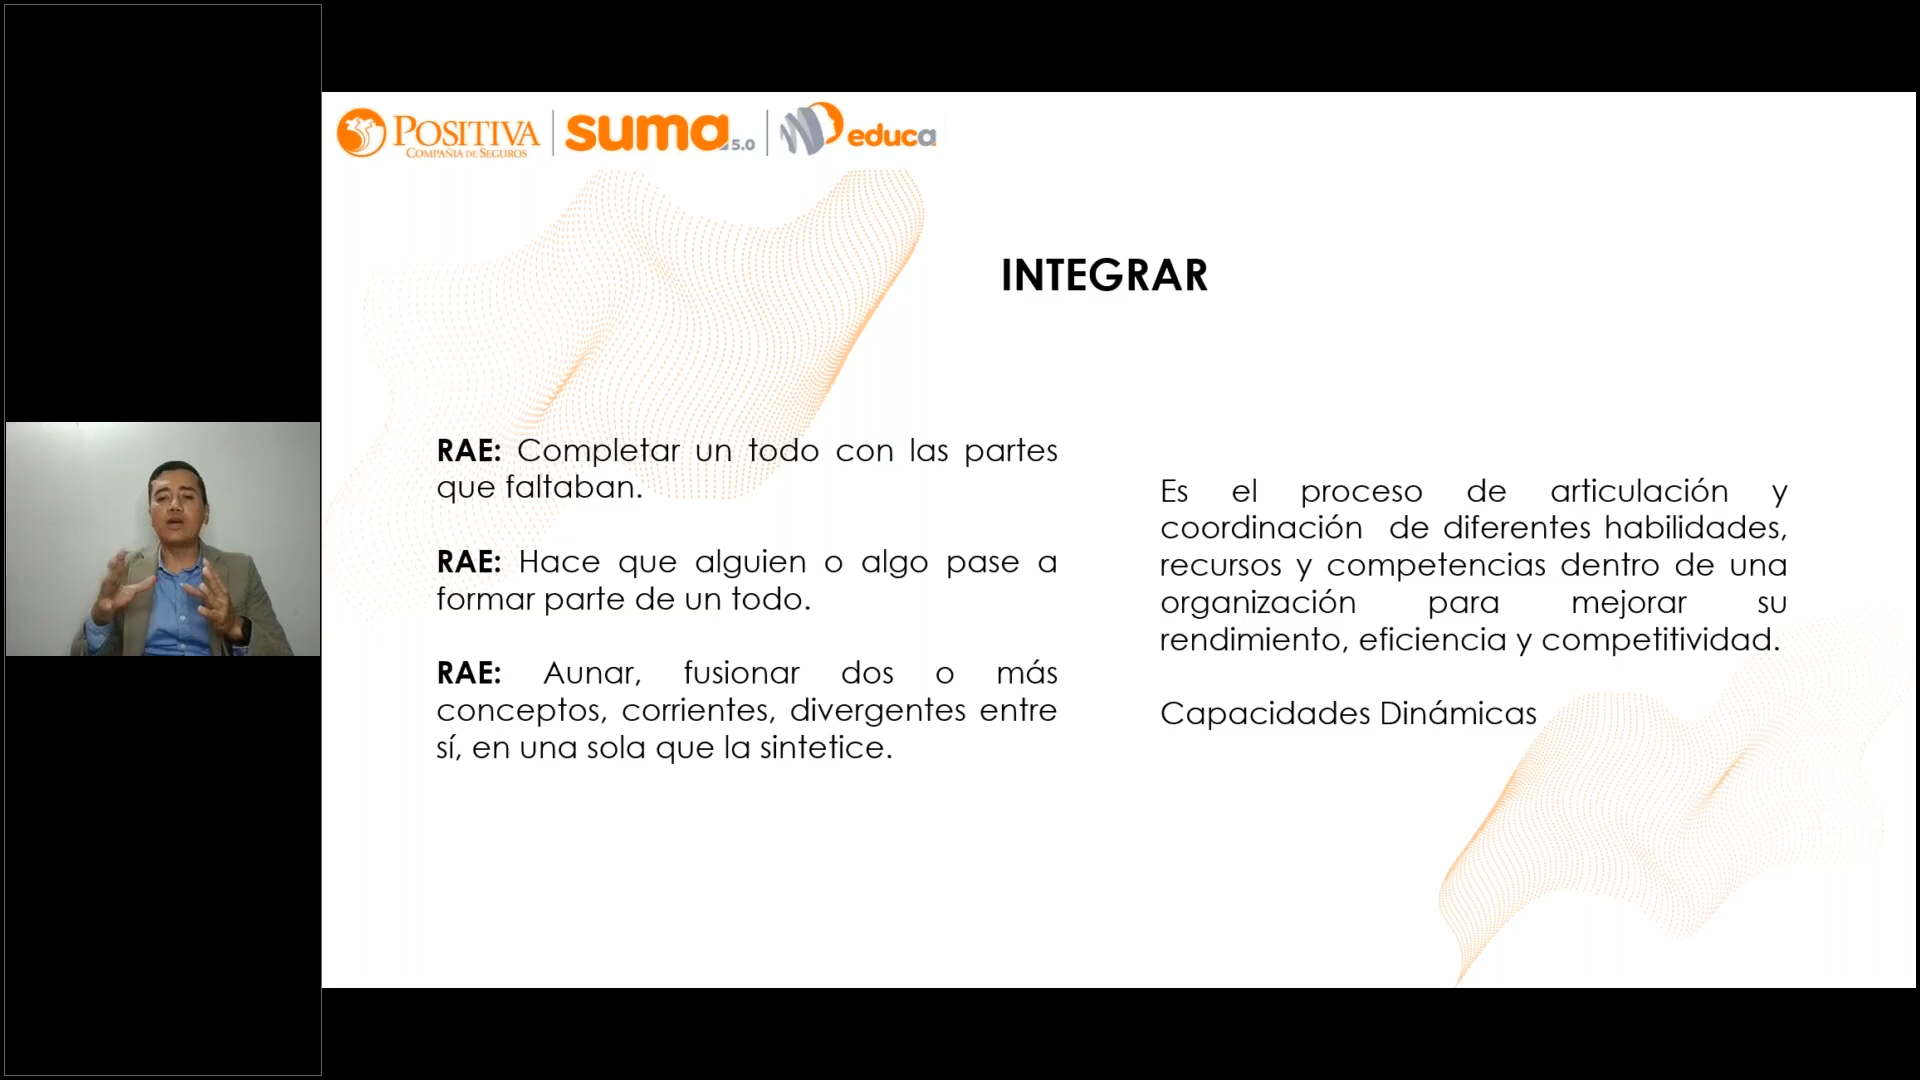 POSITIVA
COMPAÑIA DE SEGUROS
suma 5.0
educa
INTEGRAR
RAE: Completar un todo con las partes
que faltaban.
RAE: Hace que alguien o algo pase a
formar parte de un todo.
RAE: Aunar, fusionar dos o más
conceptos, corrientes, divergentes entre
sí, en una sola que la sintetice.
Es el proceso de articulación y
coordinación de diferentes habilidades,
recursos y competencias dentro de una
organización para mejorar su
rendimiento, eficiencia y competitividad.
Capacidades Dinámicas